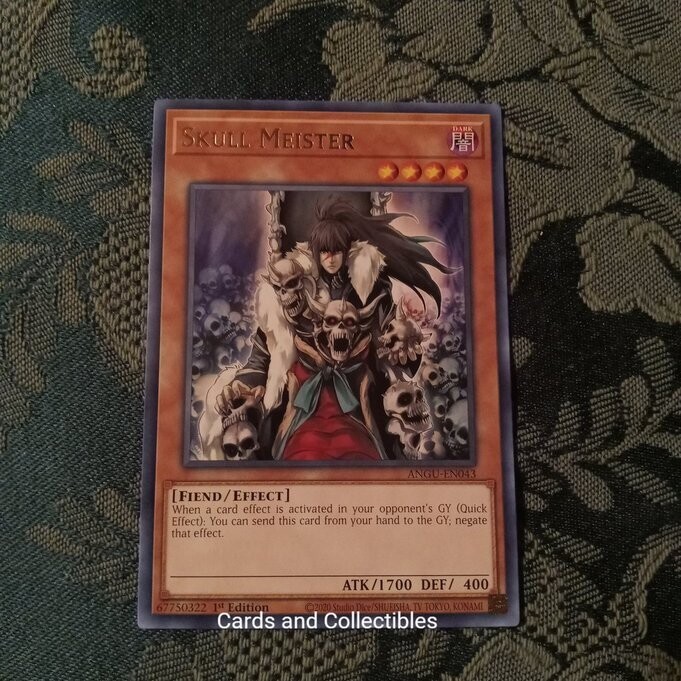 SKULL MEISTER
DARK
闇
ANGU-EN043
[FIEND/EFFECT]
When a card effect is activated in your opponent's GY (Quick
Effect): You can send this card from your hand to the GY; negate
that effect.
ATK/1700 DEF/ 400
67750322 1st Edition ©2020 Studio Dice/SHUEISHA, TV TOKYO, KONAMI
Cards and Collectibles